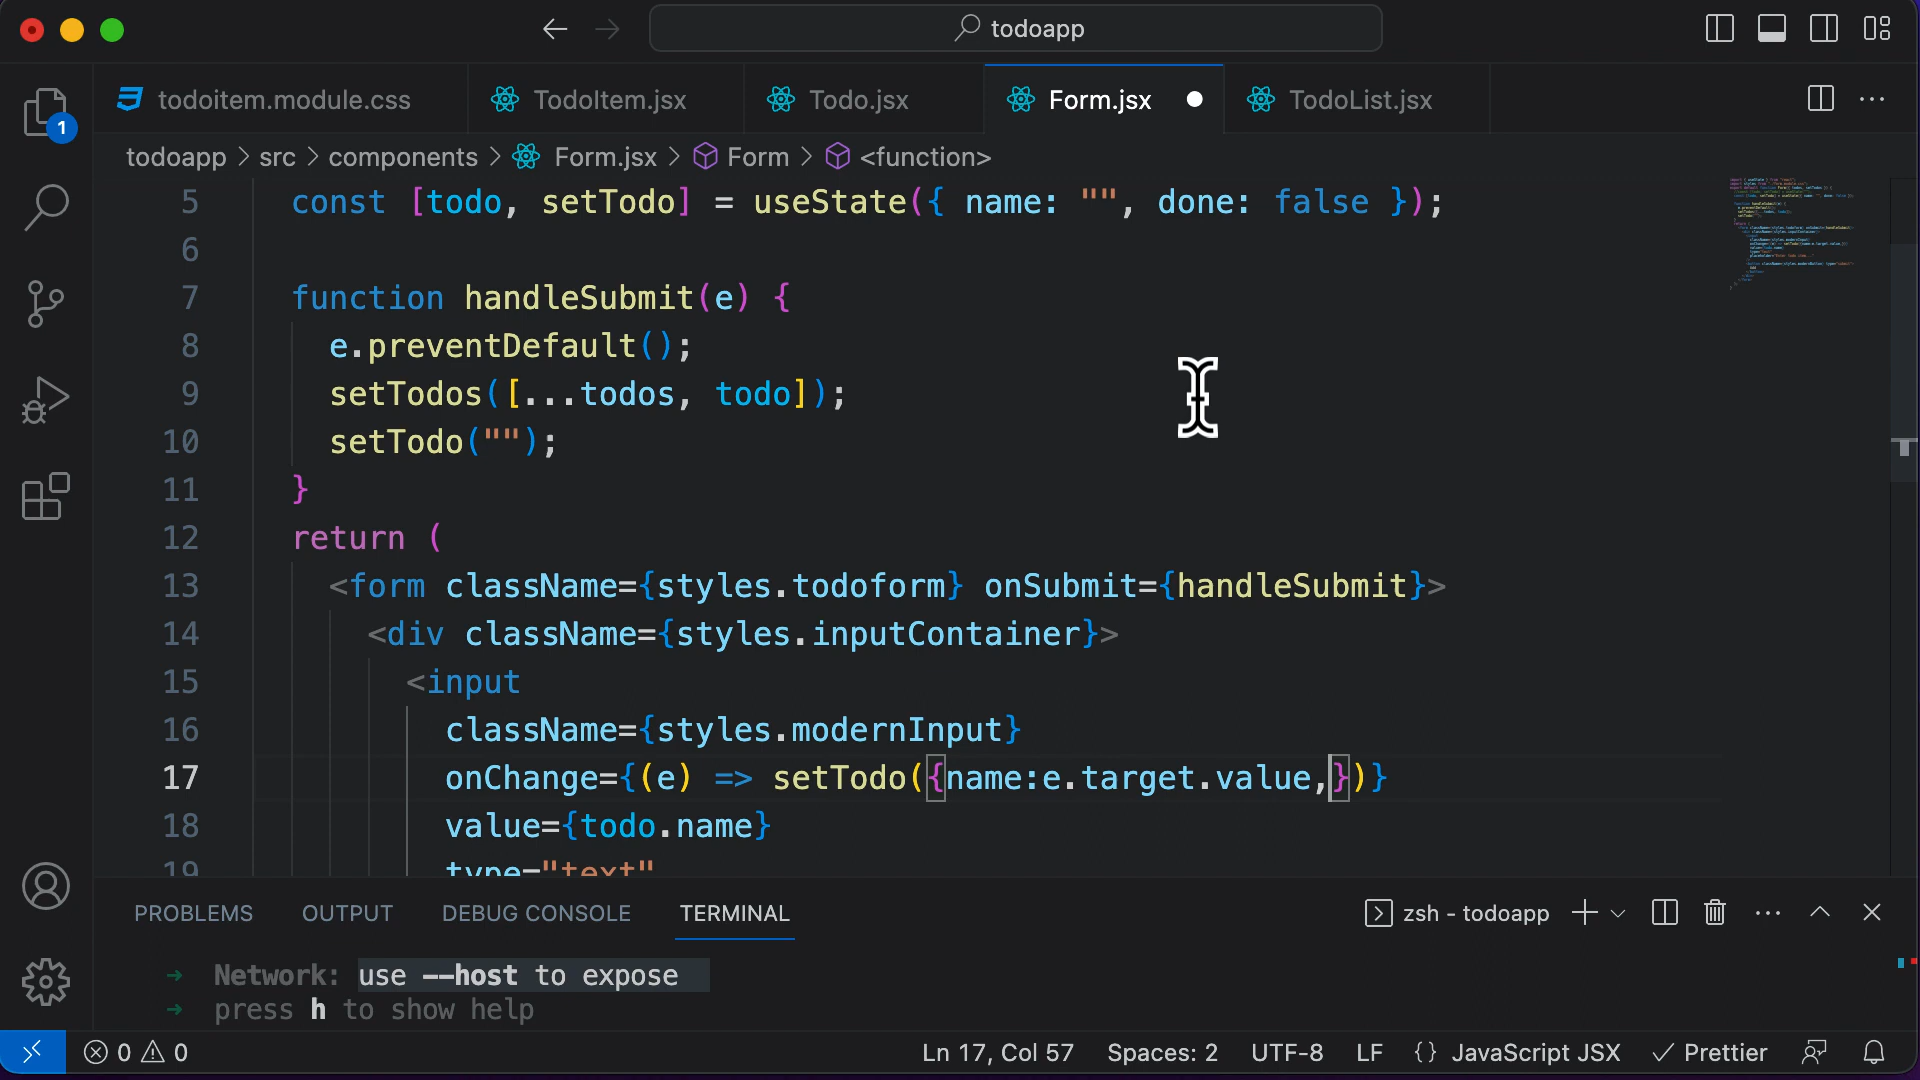 todoapp
todoitem.module.css
TodoItem.jsx
Todo.jsx
Form.jsx
TodoList.jsx
1
todoapp > src > components > Form.jsx > Form > <function>
5 const [todo, setTodo] = useState({ name: "", done: false });
6
7 function handleSubmit(e) {
8 e.preventDefault();
9 setTodos([...todos, todo]);
10 setTodo("");
11 }
12 return (
13 <form className={styles.todoform} onSubmit={handleSubmit}>
14 <div className={styles.inputContainer}>
15 <input
16 className={styles.modernInput}
17 onChange={(e) => setTodo({name:e.target.value,})}
18 value={todo.name}
19 type="text"
PROBLEMS OUTPUT DEBUG CONSOLE TERMINAL zsh - todoapp
➜ Network: use --host to expose
➜ press h to show help
0 0 Ln 17, Col 57 Spaces: 2 UTF-8 LF {} JavaScript JSX ✓ Prettier